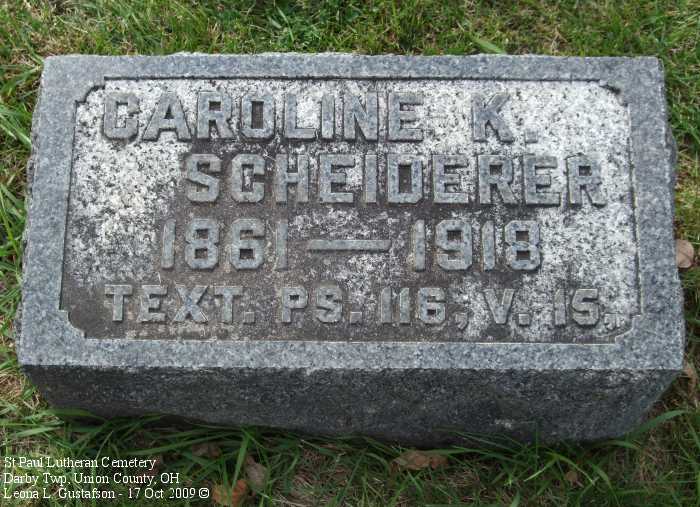 CAROLINE K.
SCHEIDERER
1861 — 1918
TEXT. PS. 116, V. 15.
St Paul Lutheran Cemetery
Darby Twp, Union County, OH
Leona L. Gustafson - 17 Oct 2009 ©